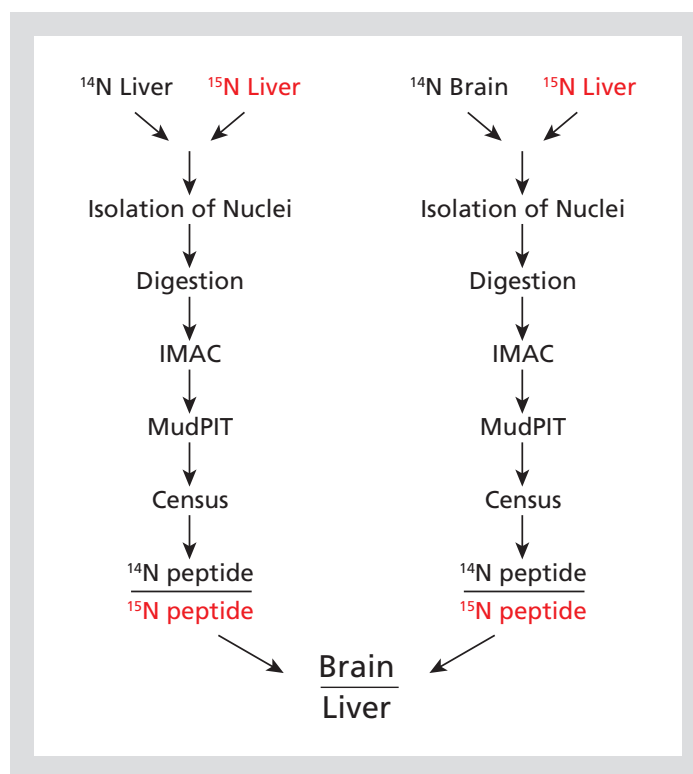 ¹⁴N Liver ¹⁵N Liver ¹⁴N Brain ¹⁵N Liver
Isolation of Nuclei Isolation of Nuclei
Digestion Digestion
IMAC IMAC
MudPIT MudPIT
Census Census
¹⁴N peptide ¹⁴N peptide
¹⁵N peptide ¹⁵N peptide
Brain
Liver